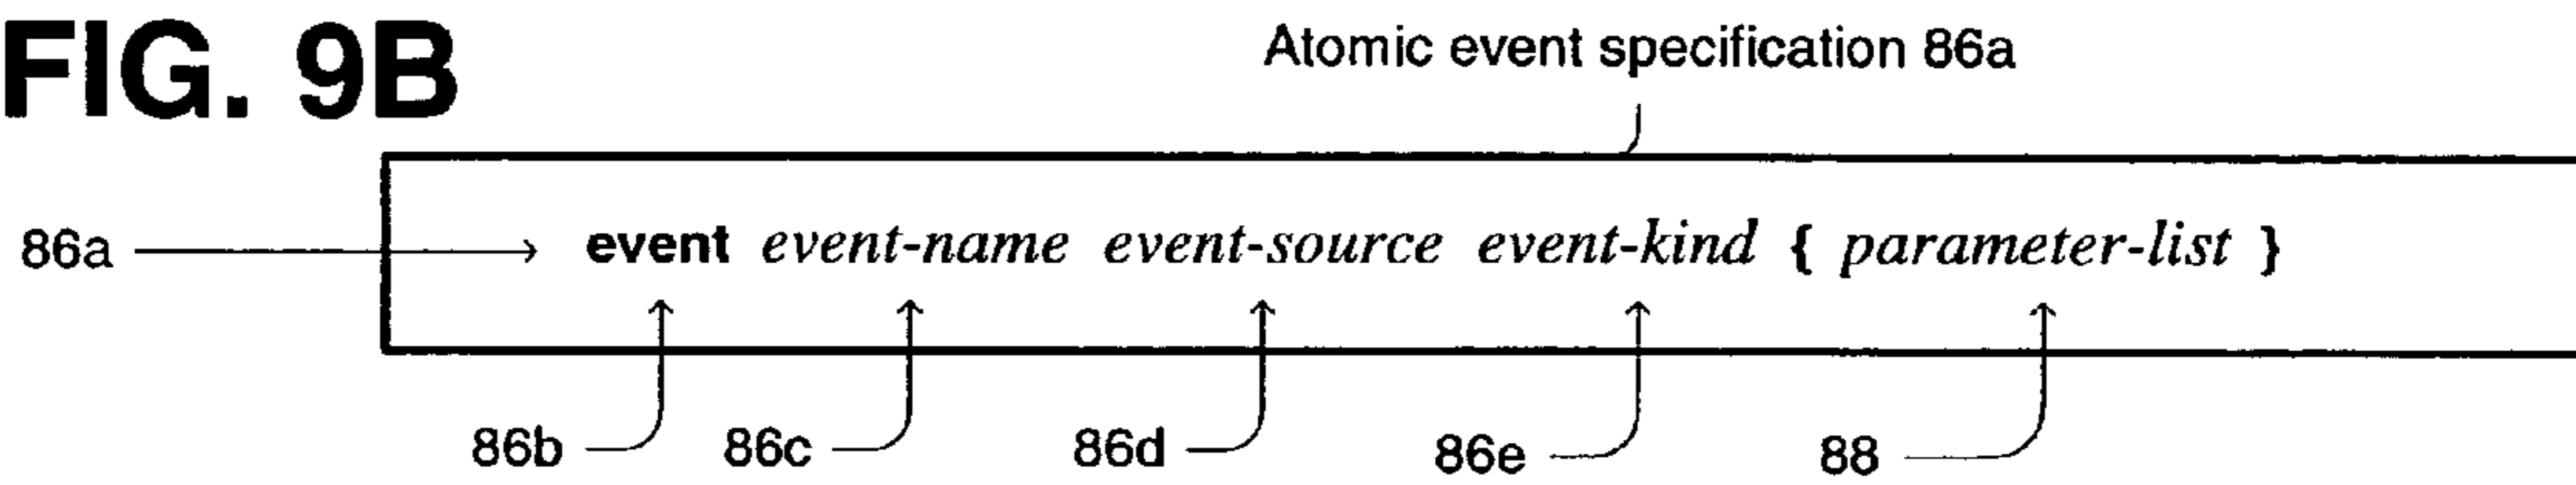 FIG. 9B
Atomic event specification 86a
86a event event-name event-source event-kind { parameter-list }
86b 86c 86d 86e 88